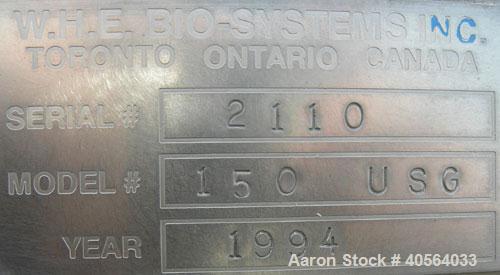 W.H.E. BIO-SYSTEMS INC.
TORONTO ONTARIO CANADA
SERIAL # 2110
MODEL # 150 USG
YEAR 1994
Aaron Stock # 40564033